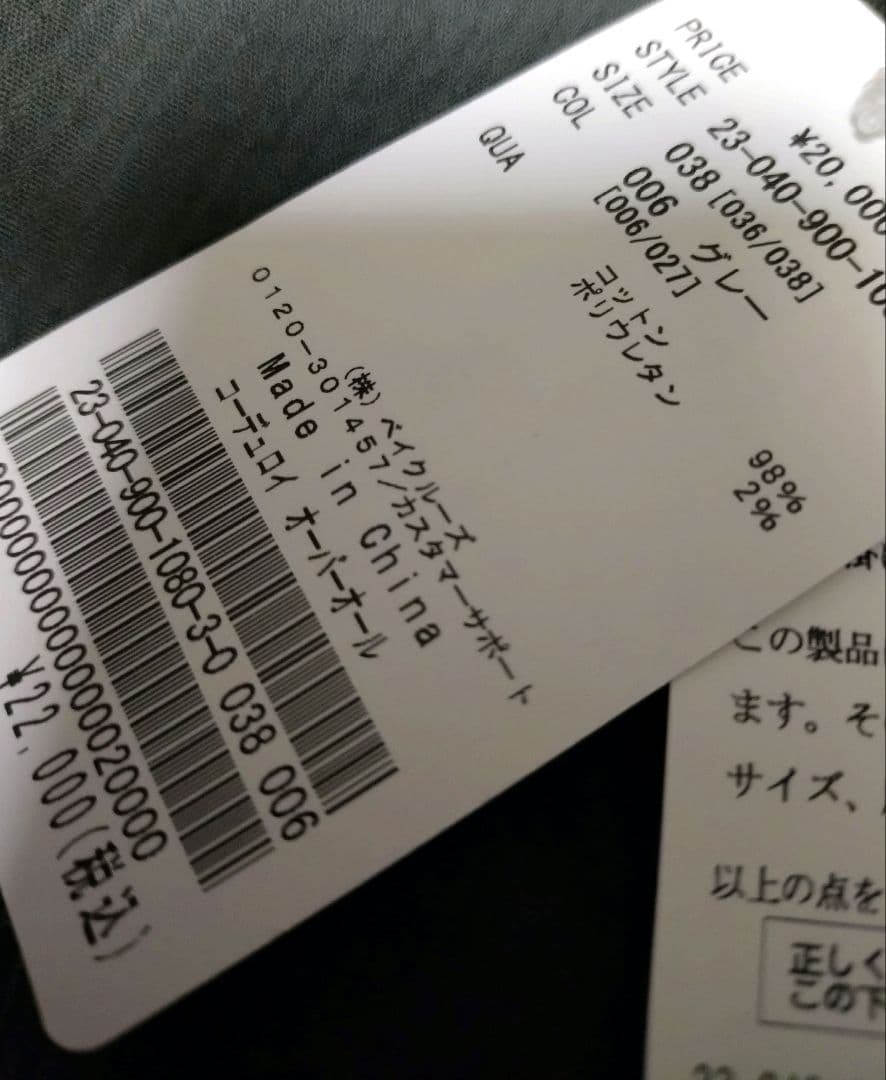 PRICE ¥20,000
STYLE 23-040-900-10
SIZE 038 [036/038]
COL 006 グレー
[006/027]
QUA コットン 98%
ポリウレタン 2%
(株)ベイクルーズ
0120-301457/カスタマーサポート
Made in China
コーデュロイ オーバーオール
23-040-900-1080-3-0 038 006
¥22,000(税込)
この製品
ます。そ
サイズ、
以上の点を
正しく
この下